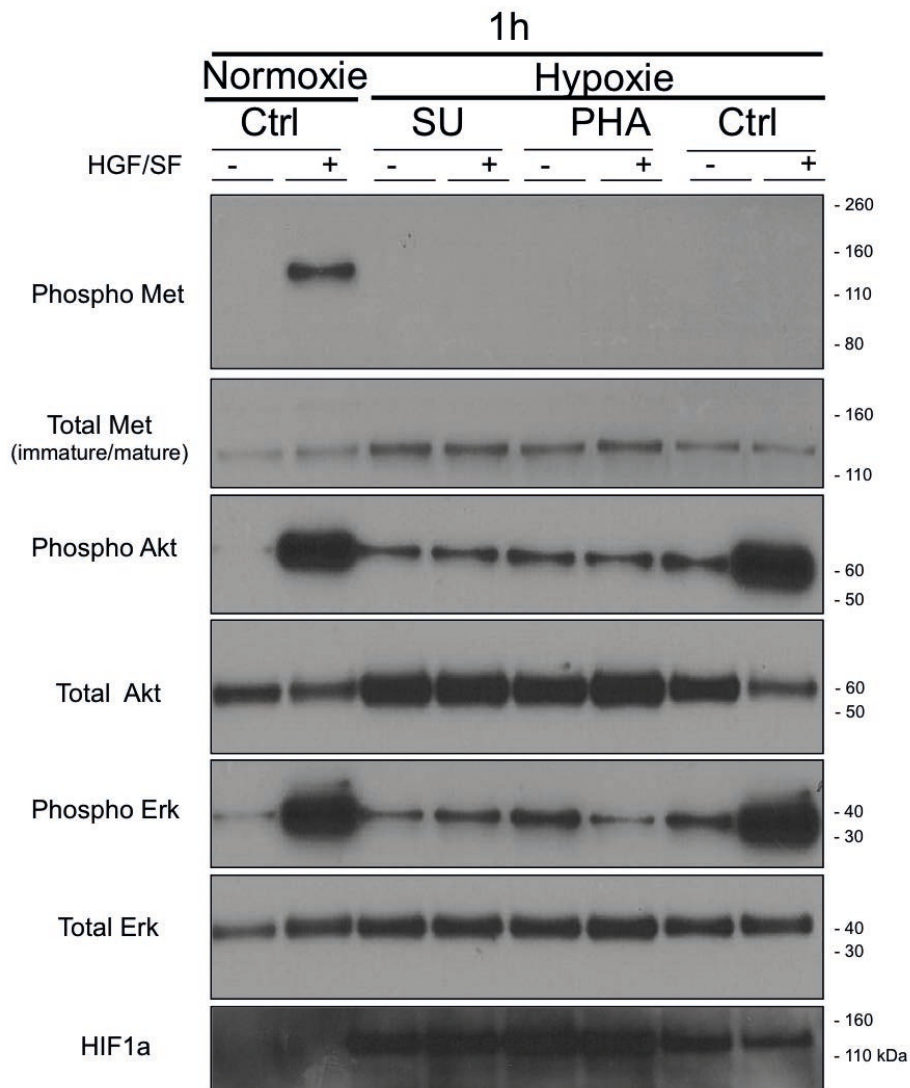 1h
Normoxie Hypoxie
Ctrl SU PHA Ctrl
HGF/SF - + - + - + - +
- 260
- 160
Phospho Met - 110
- 80
Total Met - 160
(immature/mature)
- 110
Phospho Akt
- 60
- 50
Total Akt - 60
- 50
Phospho Erk - 40
- 30
Total Erk - 40
- 30
- 160
HIF1a - 110 kDa